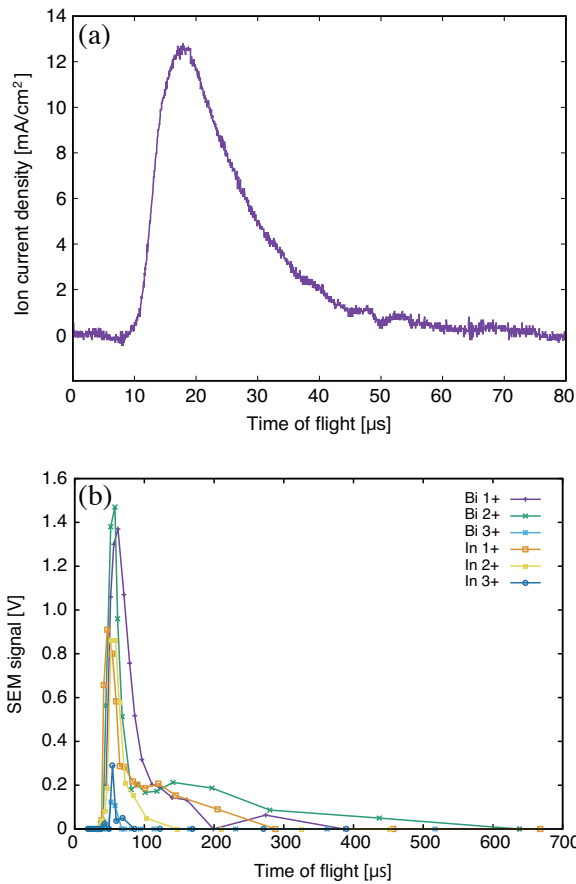 (a)
Ion current density [mA/cm²]
14
12
10
8
6
4
2
0
0 10 20 30 40 50 60 70 80
Time of flight [µs]
(b)
SEM signal [V]
1.6
1.4
1.2
1.0
0.8
0.6
0.4
0.2
0
Bi 1+
Bi 2+
Bi 3+
In 1+
In 2+
In 3+
0 100 200 300 400 500 600 700
Time of flight [µs]